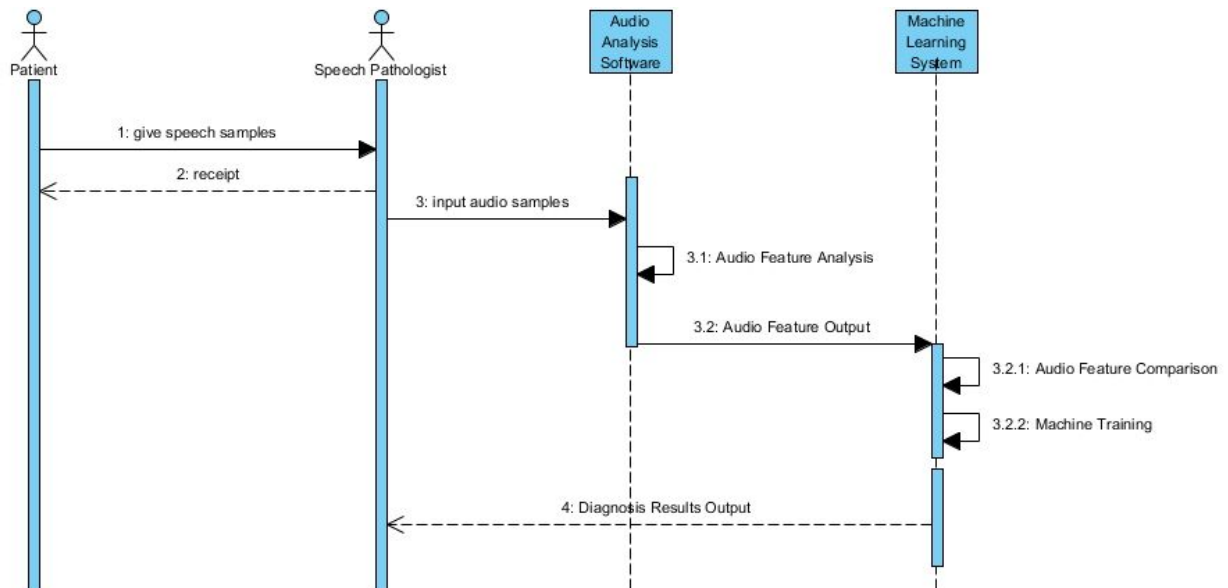 Patient
Speech Pathologist
Audio
Analysis
Software
Machine
Learning
System
1: give speech samples
2: receipt
3: input audio samples
3.1: Audio Feature Analysis
3.2: Audio Feature Output
3.2.1: Audio Feature Comparison
3.2.2: Machine Training
4: Diagnosis Results Output